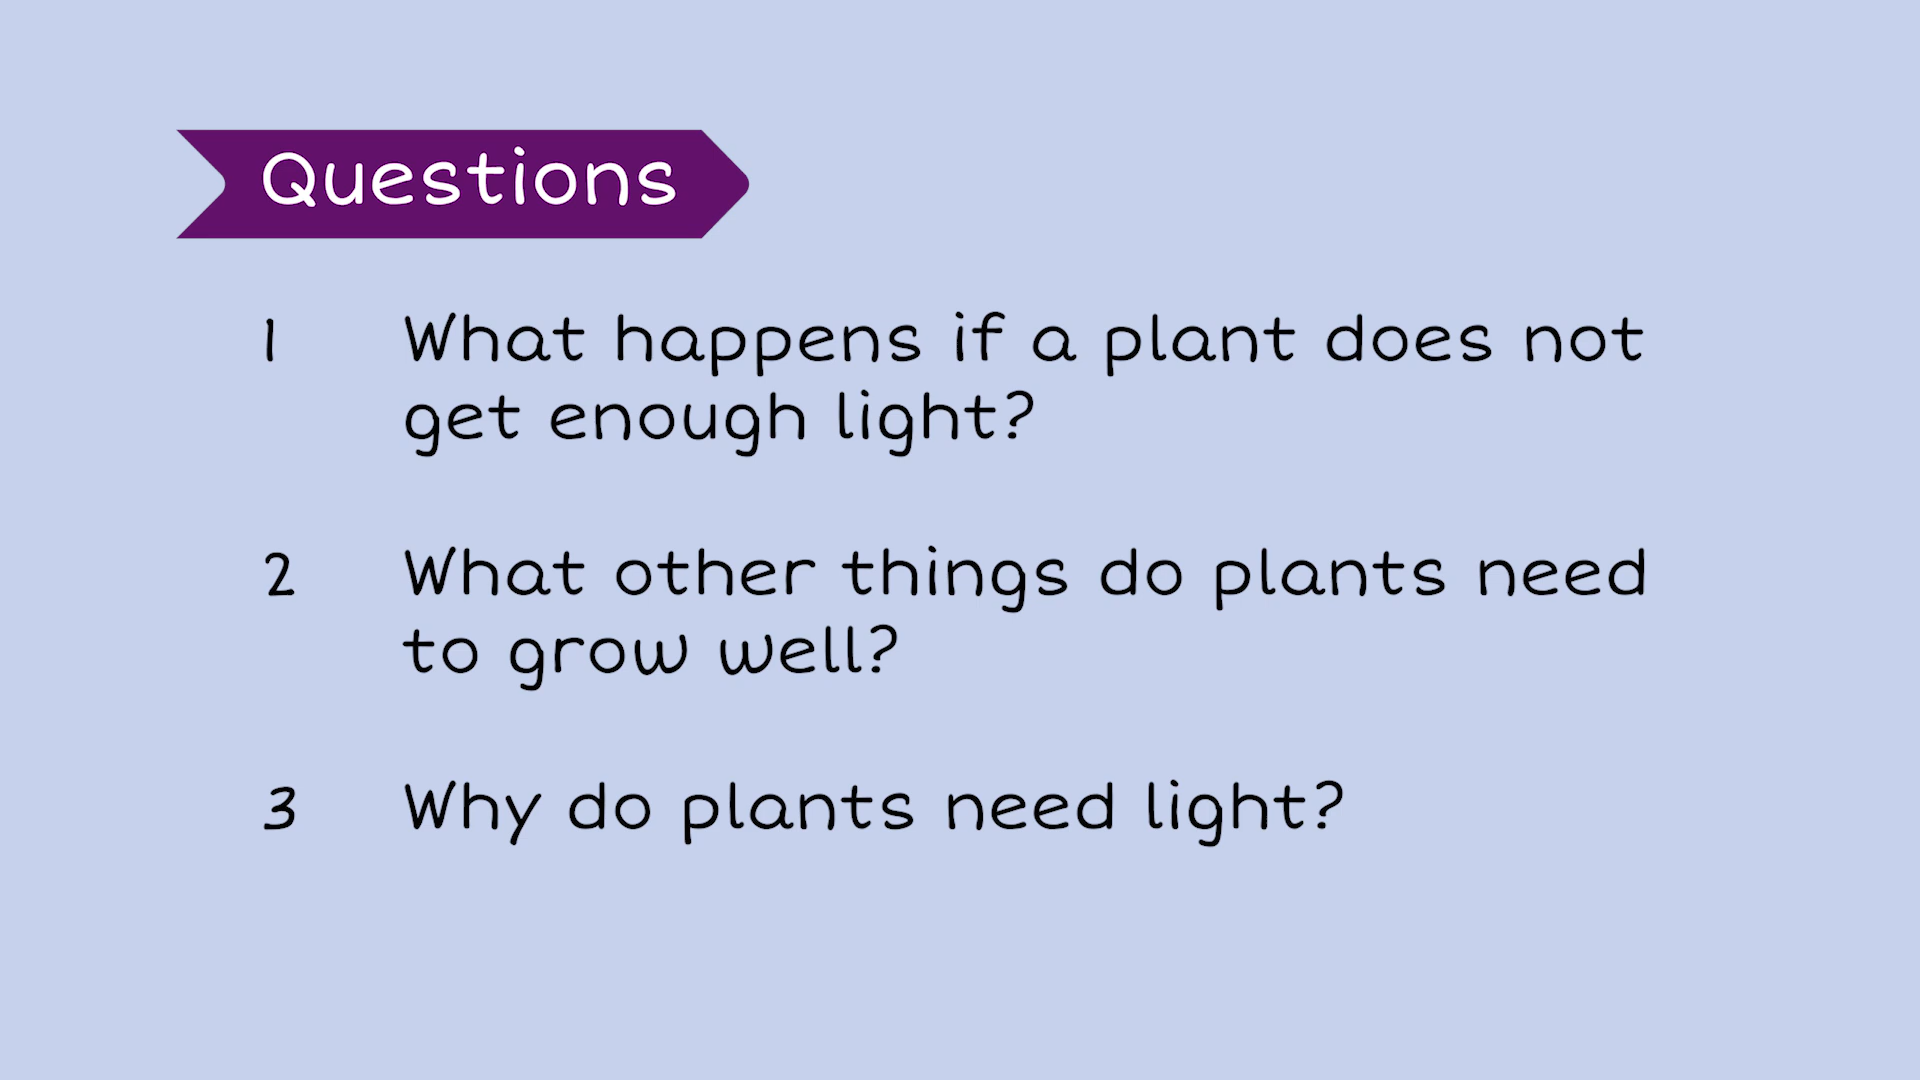 Questions
1 What happens if a plant does not
get enough light?
2 What other things do plants need
to grow well?
3 Why do plants need light?